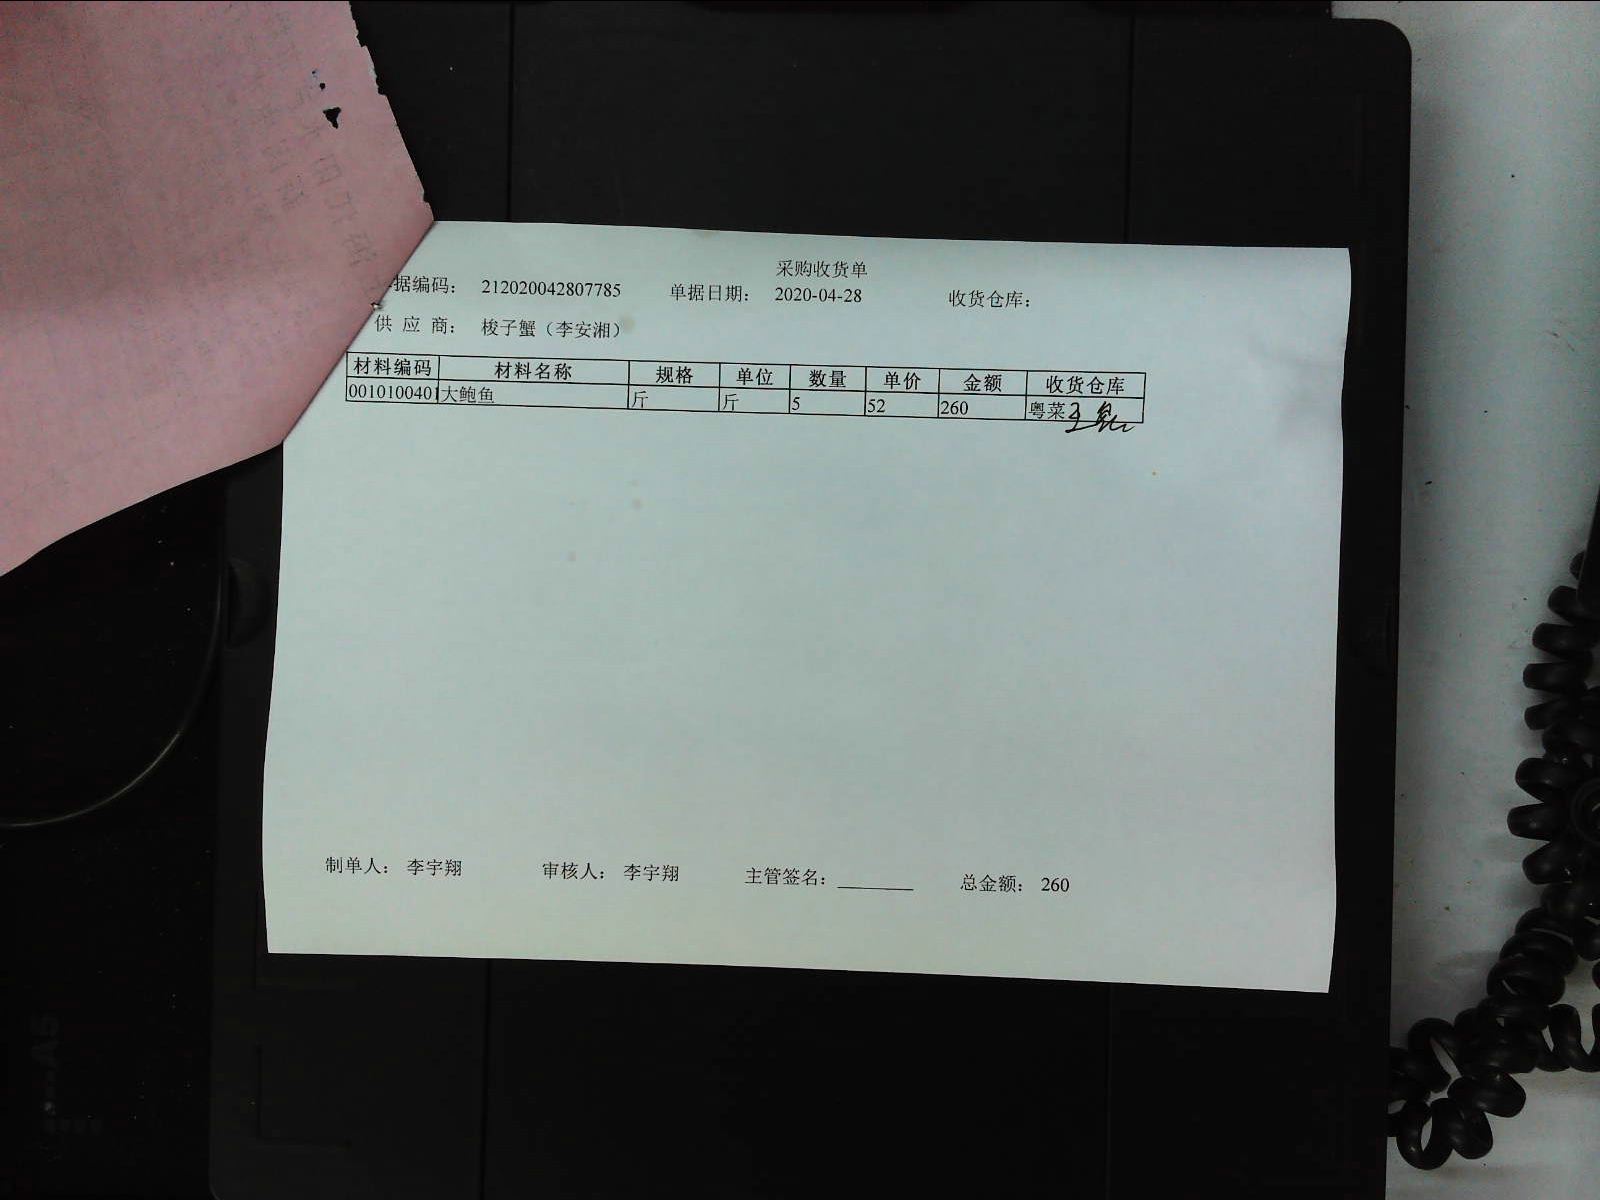 采购收货单
据编码： 212020042807785 单据日期： 2020-04-28 收货仓库：
供 应 商： 梭子蟹（李安湘）
材料编码 材料名称 规格 单位 数量 单价 金额 收货仓库
0010100401 大鲍鱼 斤 斤 5 52 260 粤菜
制单人： 李宇翔 审核人： 李宇翔 主管签名：________ 总金额： 260